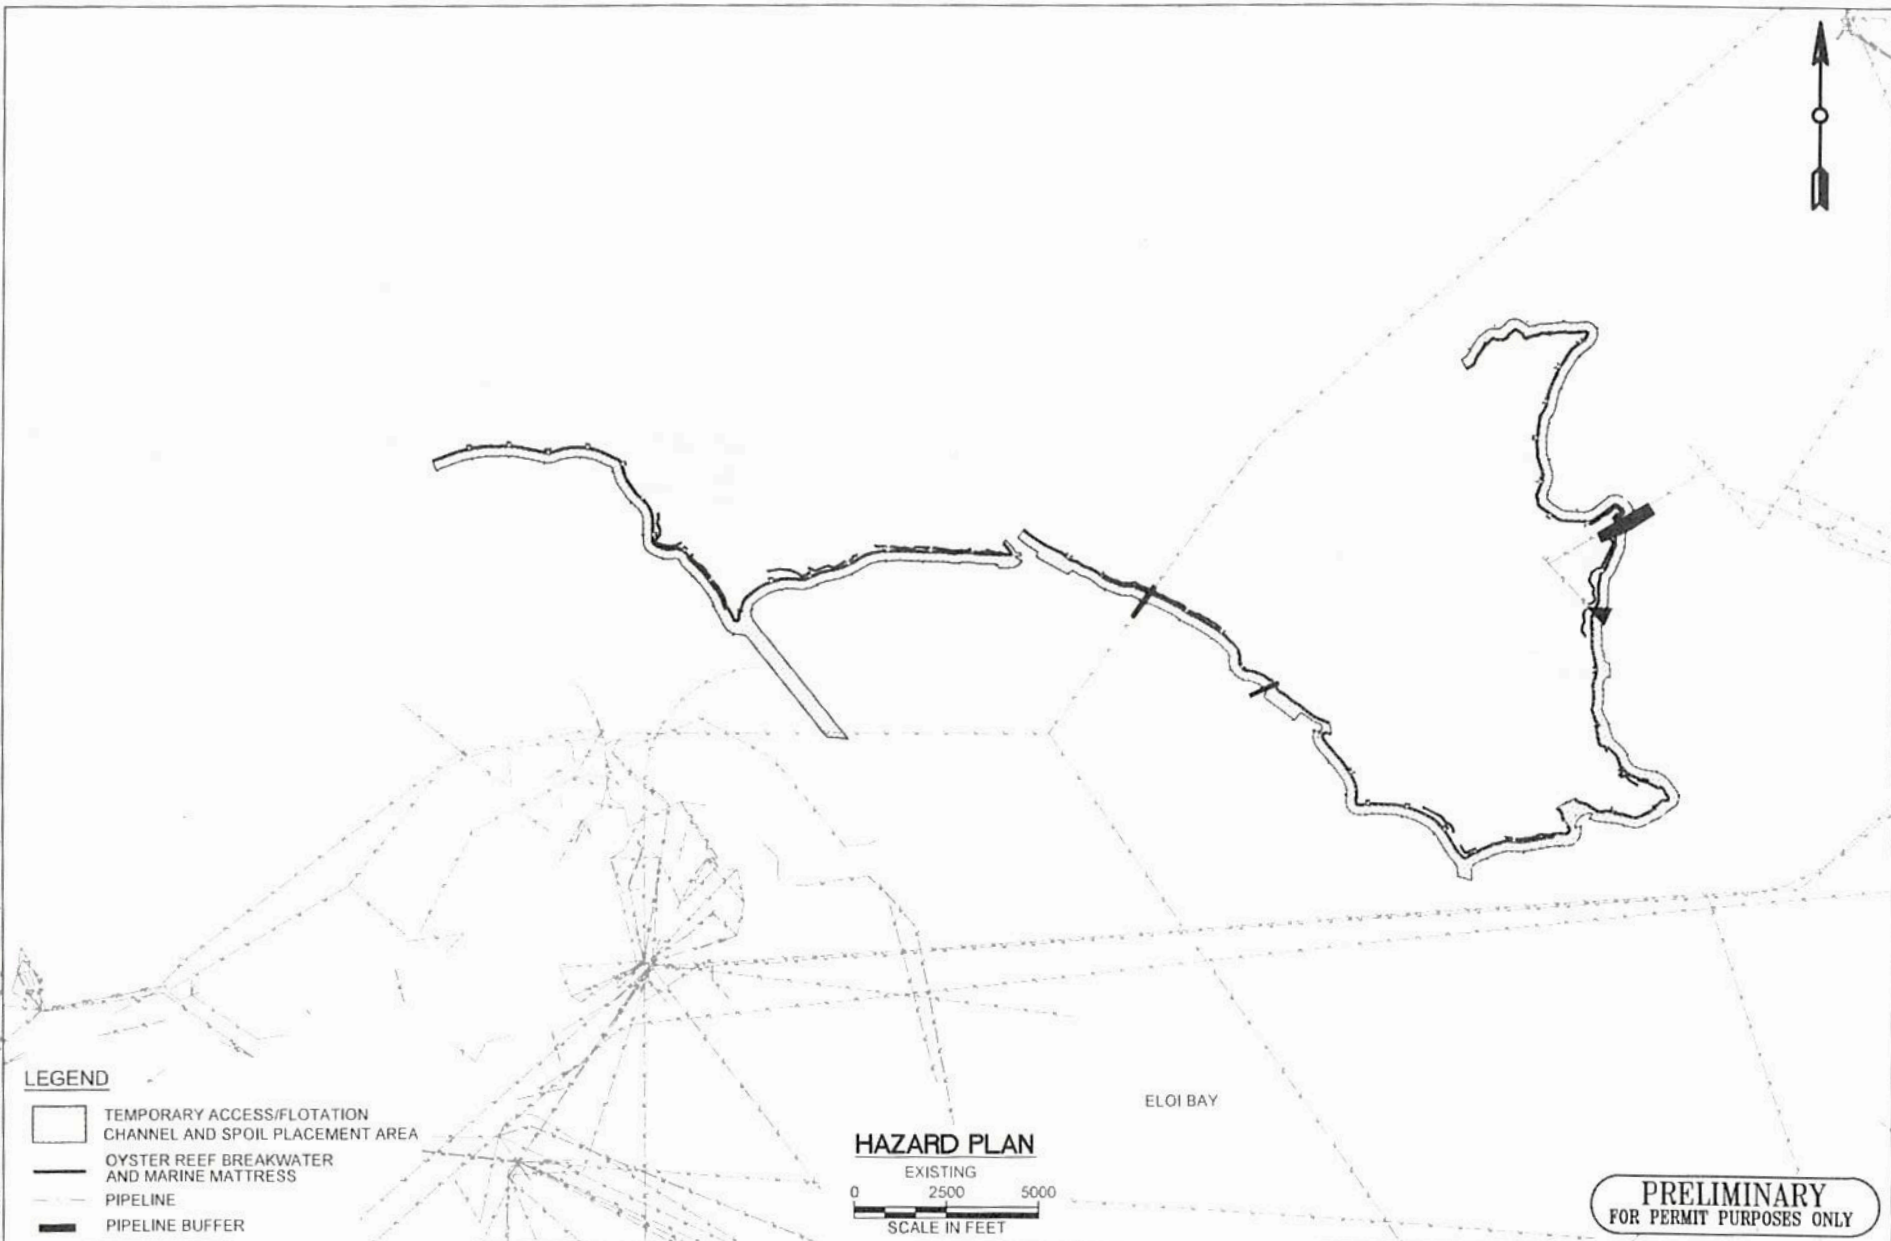 LEGEND
TEMPORARY ACCESS/FLOTATION
CHANNEL AND SPOIL PLACEMENT AREA
OYSTER REEF BREAKWATER
AND MARINE MATTRESS
PIPELINE
PIPELINE BUFFER
ELOI BAY
HAZARD PLAN
EXISTING
0 2500 5000
SCALE IN FEET
PRELIMINARY
FOR PERMIT PURPOSES ONLY